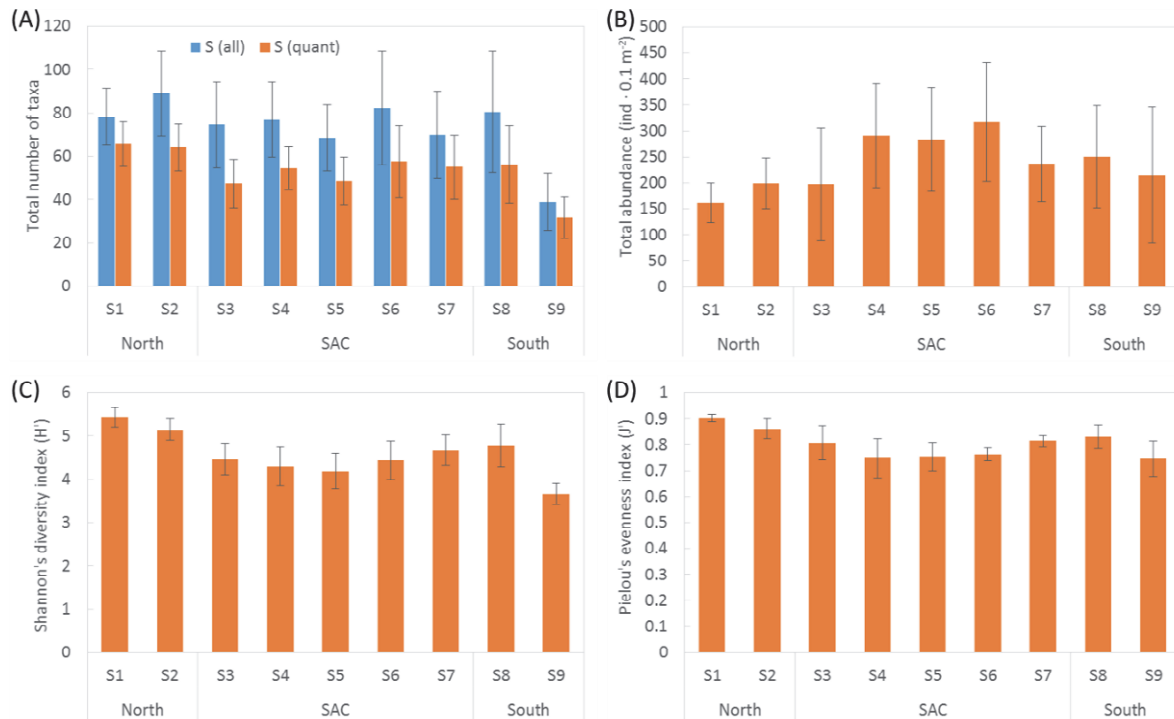 (A)
Total number of taxa
120
100
80
60
40
20
0
S (all) S (quant)
S1 S2 S3 S4 S5 S6 S7 S8 S9
North SAC South
(B)
Total abundance (ind · 0.1 m⁻²)
500
450
400
350
300
250
200
150
100
50
0
S1 S2 S3 S4 S5 S6 S7 S8 S9
North SAC South
(C)
Shannon's diversity index (H')
6
5
4
3
2
1
0
S1 S2 S3 S4 S5 S6 S7 S8 S9
North SAC South
(D)
Pielou's evenness index (J')
1
0.9
0.8
0.7
0.6
0.5
0.4
0.3
0.2
0.1
0
S1 S2 S3 S4 S5 S6 S7 S8 S9
North SAC South